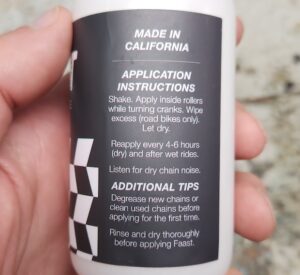 MADE IN
CALIFORNIA
APPLICATION
INSTRUCTIONS
Shake. Apply inside rollers
while turning cranks. Wipe
excess (road bikes only).
Let dry.
Reapply every 4-6 hours
(dry) and after wet rides.
Listen for dry chain noise.
ADDITIONAL TIPS
Degrease new chains or
clean used chains before
applying for the first time.
Rinse and dry thoroughly
before applying Faast.